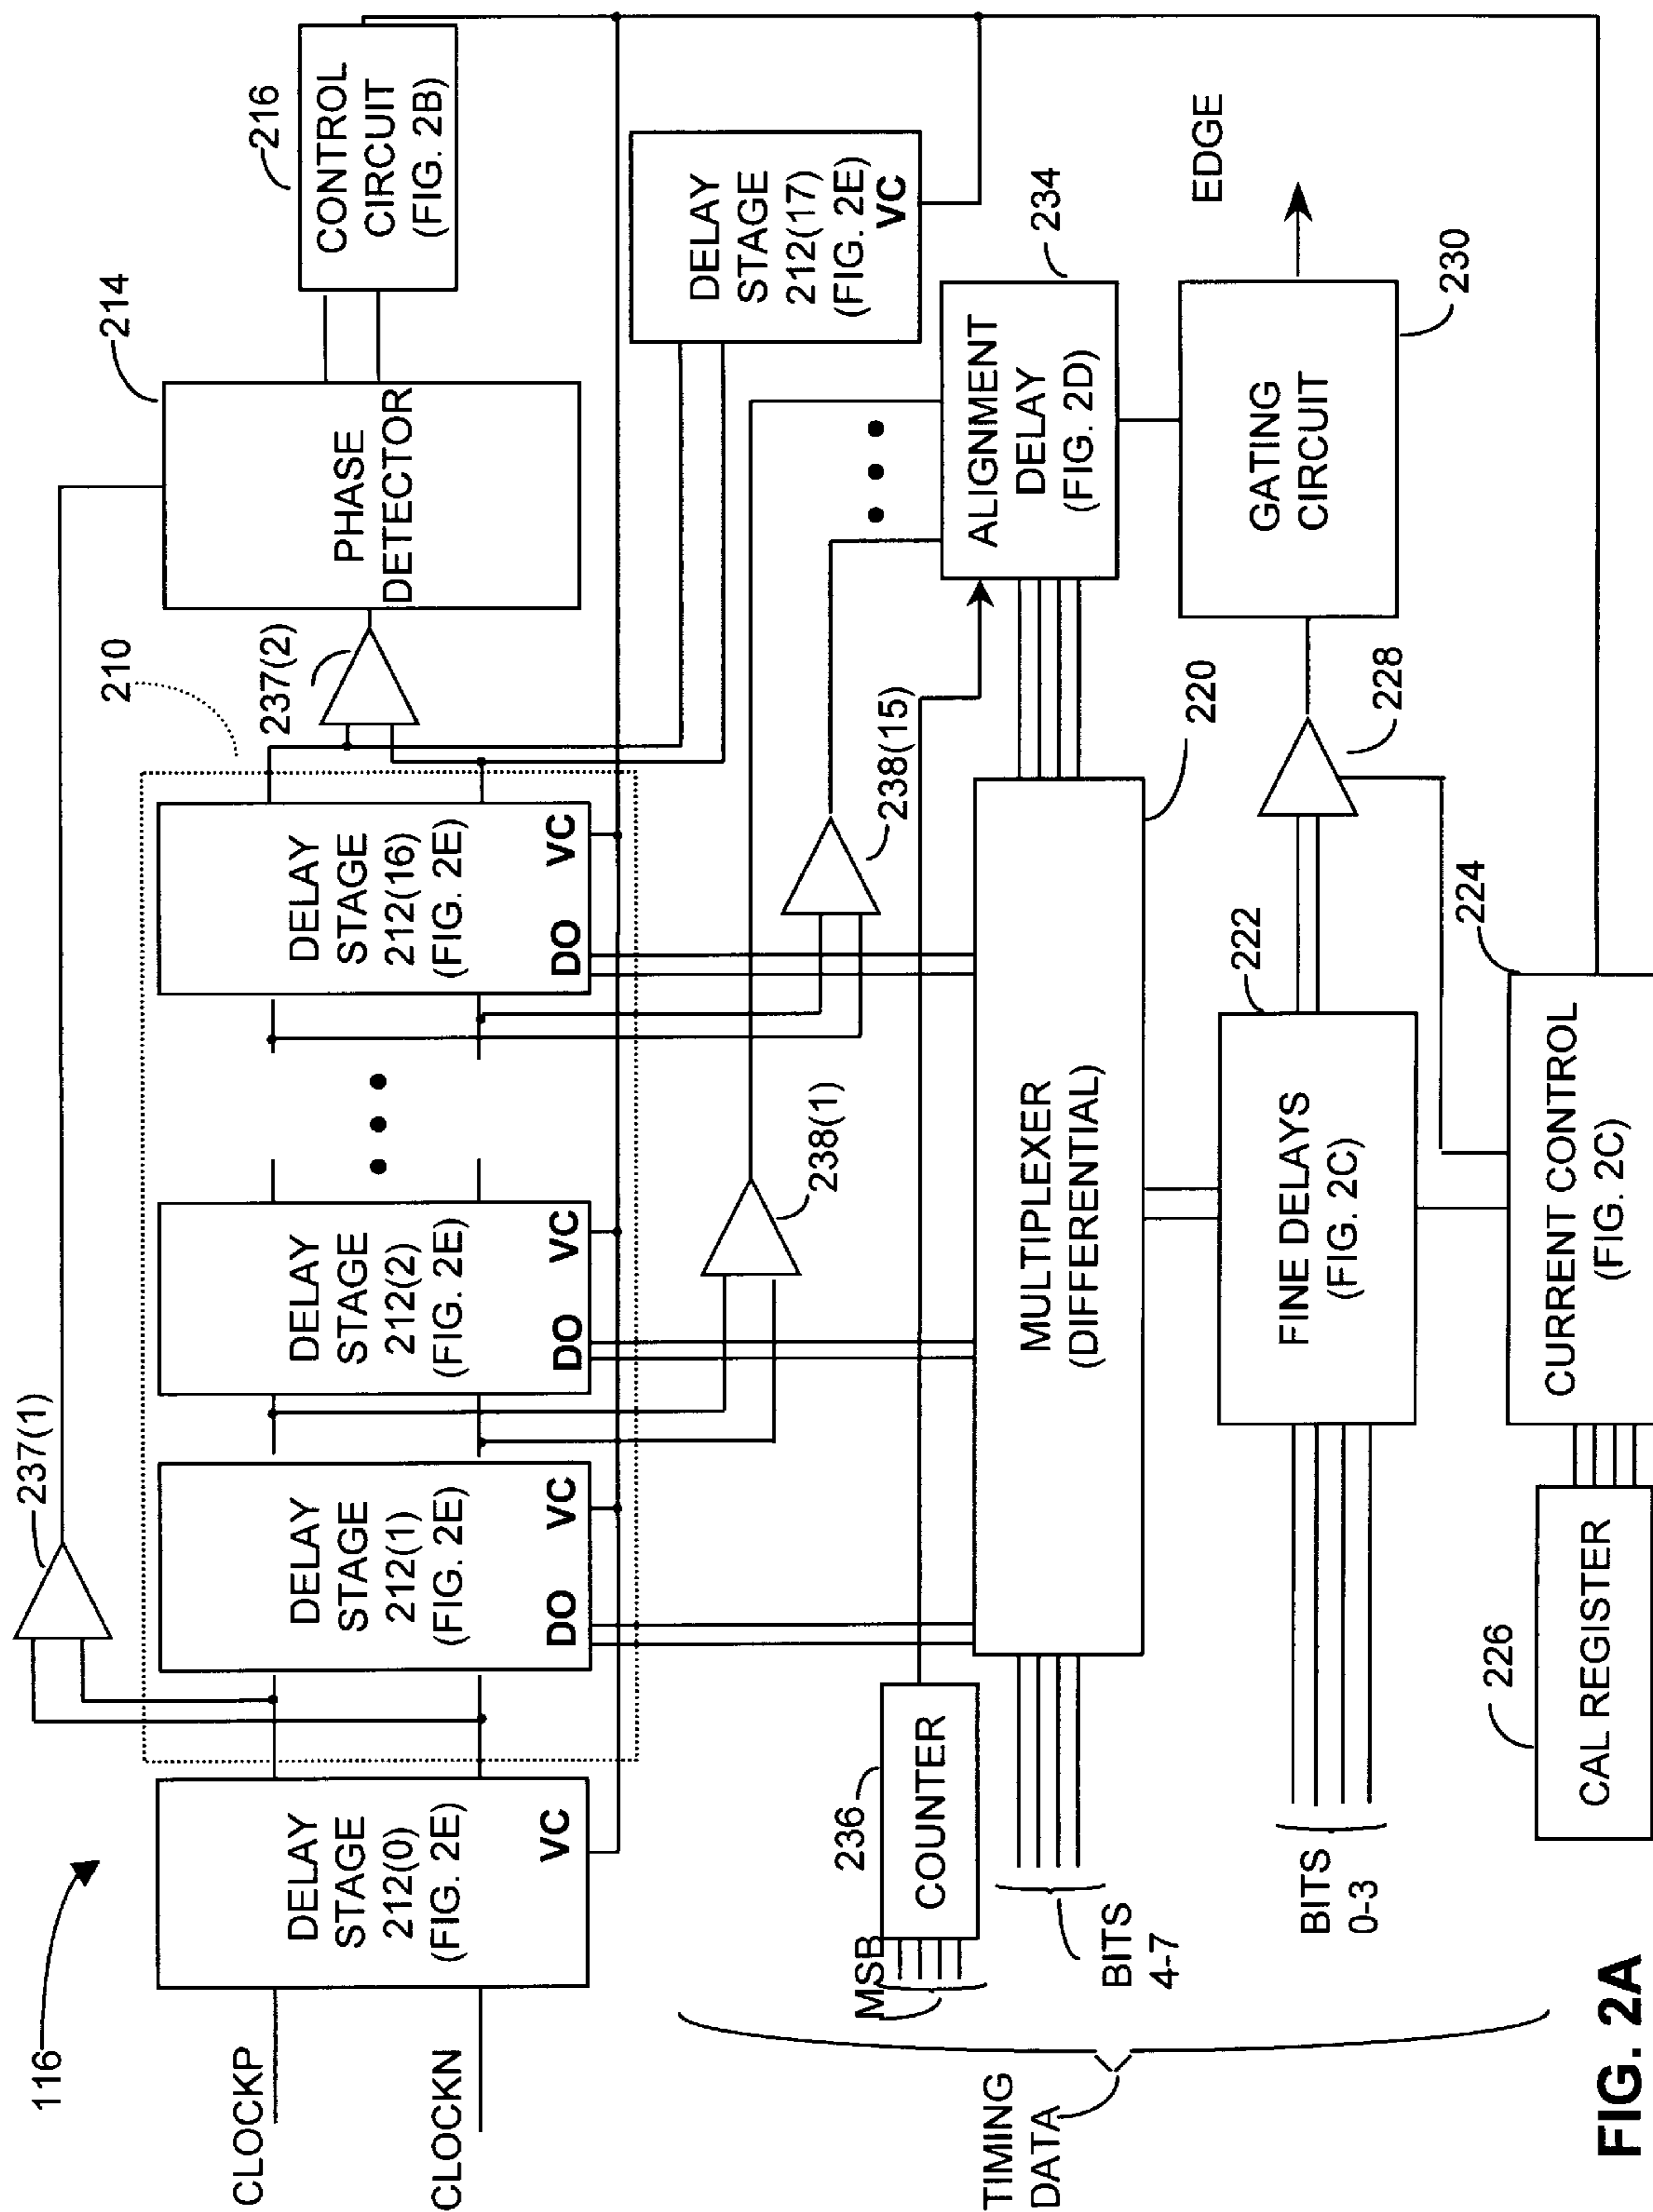 116
237(1)
210
237(2)
214
216
CLOCKP
CLOCKN
DELAY
STAGE
212(0)
(FIG. 2E)
VC
DELAY
STAGE
212(1)
(FIG. 2E)
DO VC
DELAY
STAGE
212(2)
(FIG. 2E)
DO VC
DELAY
STAGE
212(16)
(FIG. 2E)
DO VC
PHASE
DETECTOR
CONTROL
CIRCUIT
(FIG. 2B)
DELAY
STAGE
212(17)
(FIG. 2E)
VC
238(1)
238(15)
234
ALIGNMENT
DELAY
(FIG. 2D)
TIMING
DATA
MSB
236
COUNTER
BITS
4-7
MULTIPLEXER
(DIFFERENTIAL)
220
EDGE
GATING
CIRCUIT
230
228
BITS
0-3
222
FINE DELAYS
(FIG. 2C)
224
CURRENT CONTROL
(FIG. 2C)
226
CAL REGISTER
FIG. 2A